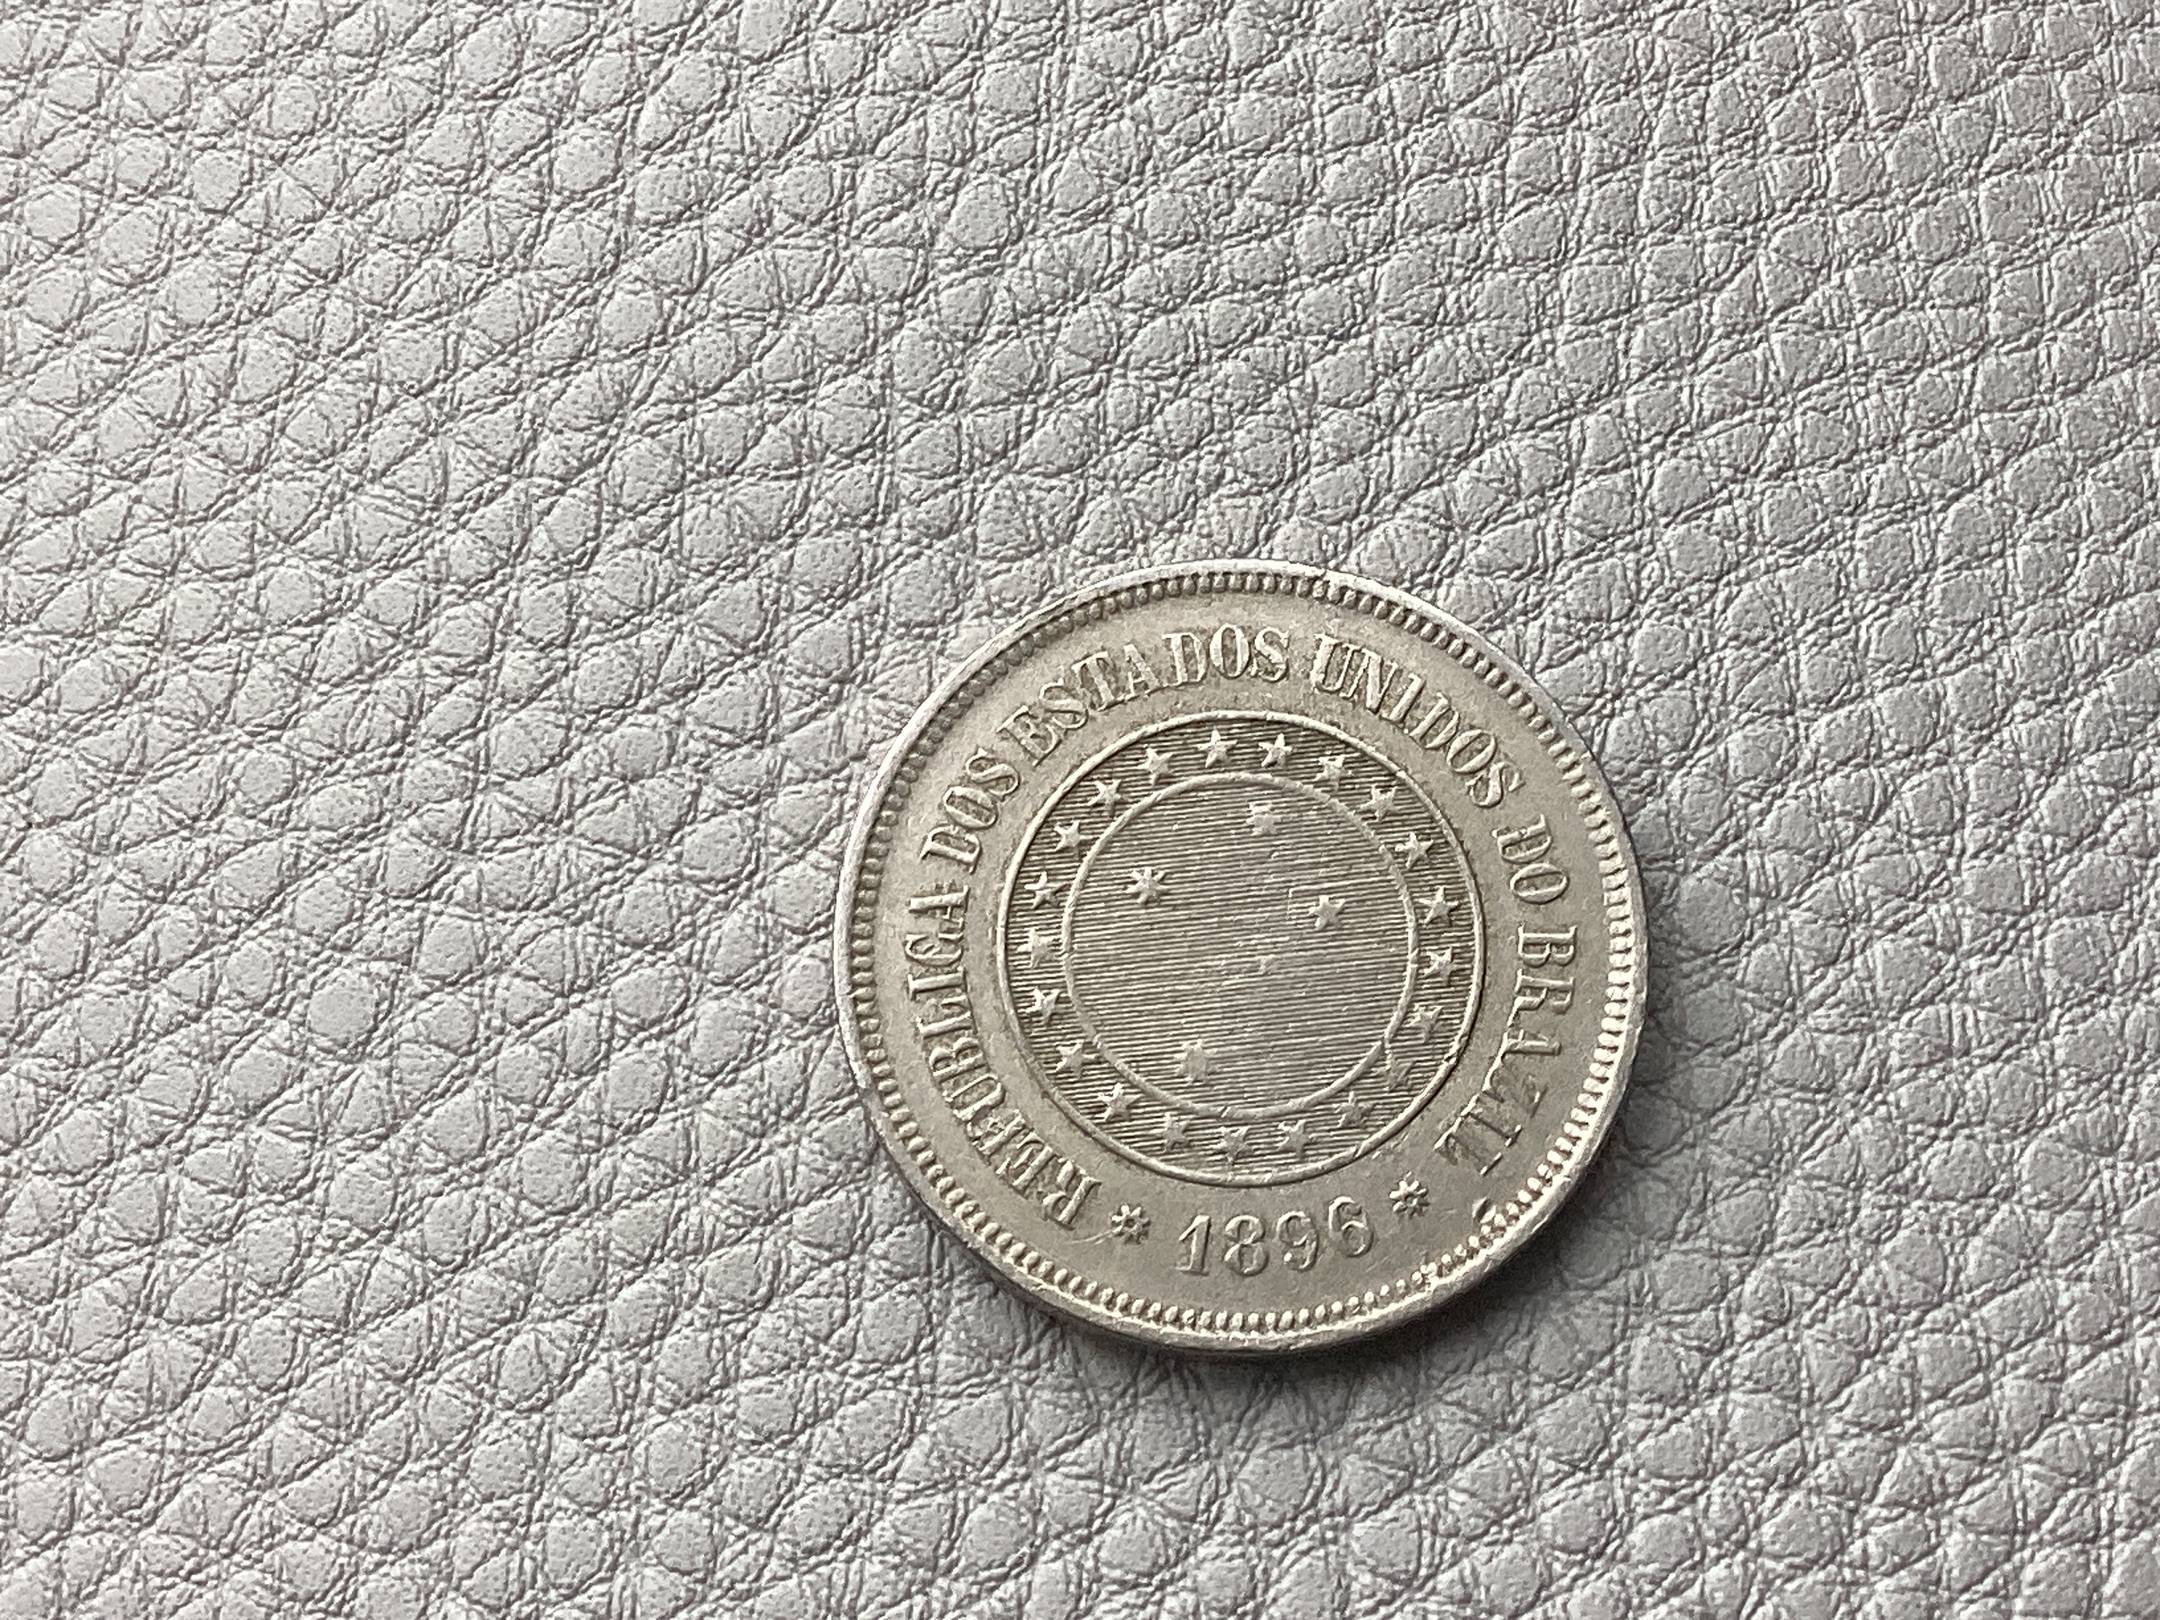 REPUBLICA DOS ESTADOS UNIDOS DO BRAZIL
* 1896 *